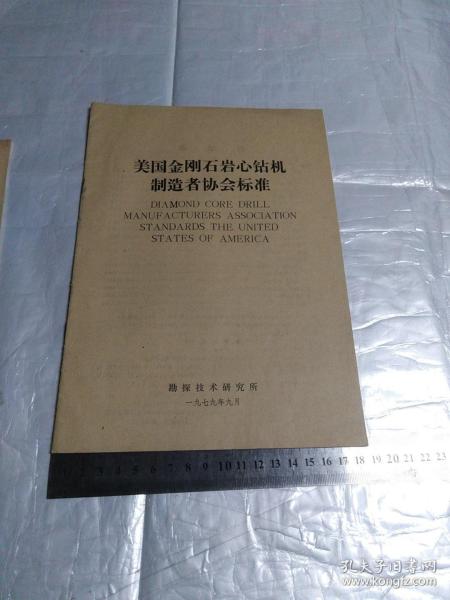 美国金刚石岩心钻机
制造者协会标准
DIAMOND CORE DRILL
MANUFACTURERS ASSOCIATION
STANDARDS THE UNITED
STATES OF AMERICA
勘探技术研究所
一九七九年九月
3 4 5 6 7 8 9 10 11 12 13 14 15 16 17 18 19 20 21 22 23
孔夫子旧书网
www.kongfz.com